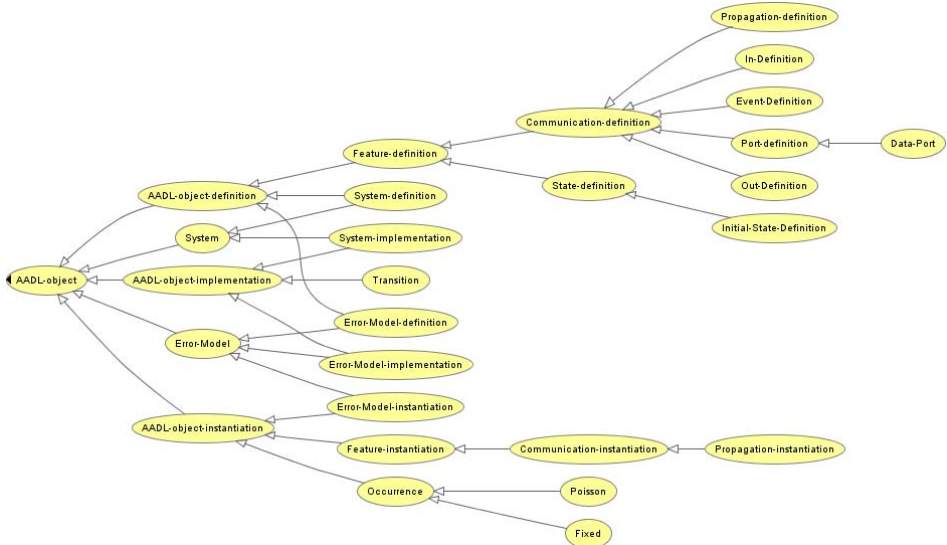 Propagation-definition
In-Definition
Event-Definition
Communication-definition
Port-definition
Data-Port
Feature-definition
State-definition
Out-Definition
AADL-object-definition
System-definition
Initial-State-Definition
System
System-implementation
AADL-object
AADL-object-implementation
Transition
Error-Model-definition
Error-Model
Error-Model-implementation
Error-Model-instantiation
AADL-object-instantiation
Feature-instantiation
Communication-instantiation
Propagation-instantiation
Occurrence
Poisson
Fixed